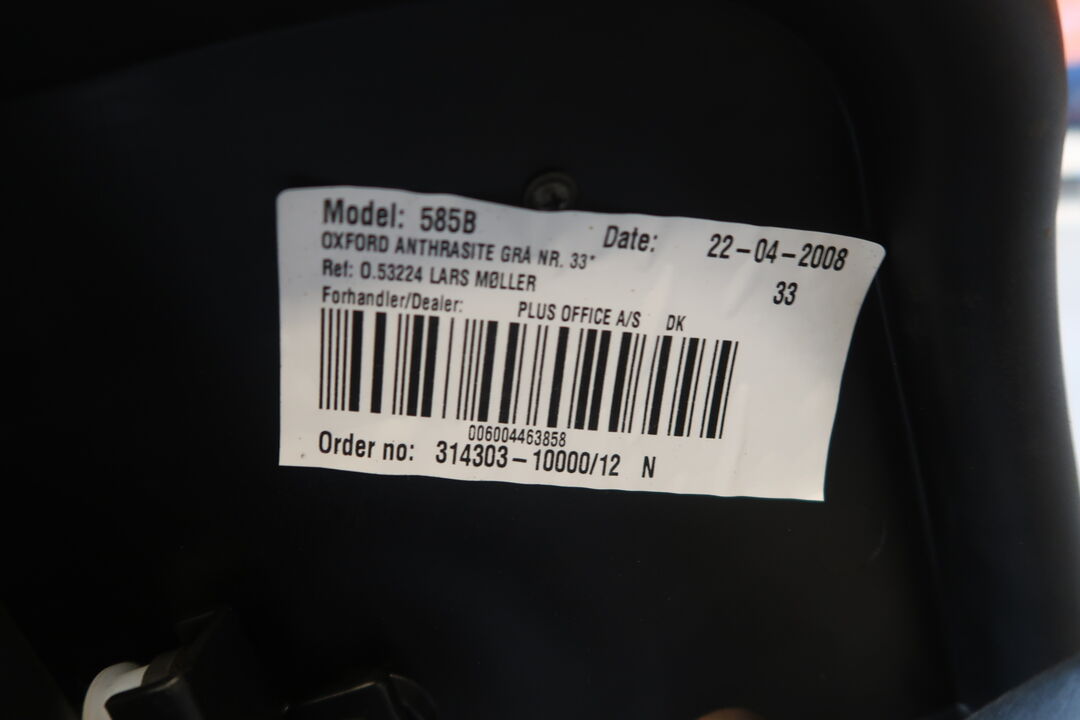 Model: 585B
Date: 22-04-2008
OXFORD ANTHRASITE GRÅ NR. 33*
33
Ref: O.53224 LARS MØLLER
Forhandler/Dealer: PLUS OFFICE A/S DK
006004463858
Order no: 314303-10000/12 N